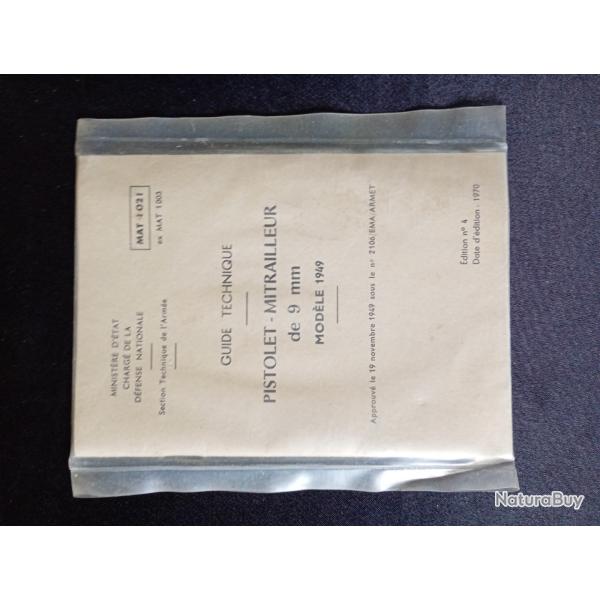 MINISTÈRE D'ÉTAT
CHARGÉ DE LA
DÉFENSE NATIONALE
Section Technique de l'Armée
MAT 1021
ex MAT 1003
GUIDE TECHNIQUE
PISTOLET - MITRAILLEUR
de 9 mm
MODÈLE 1949
Approuvé le 19 novembre 1949 sous le n° 2106/EMA/ARMET
Edition n° 4
Date d'édition - 1970
NaturaBuy